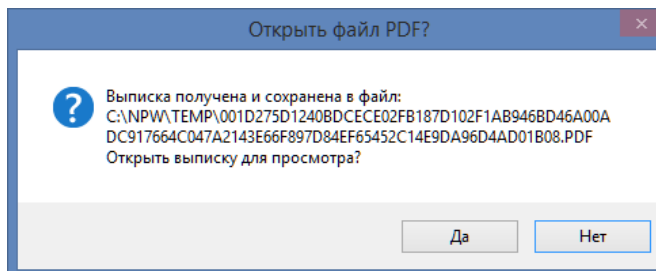 Открыть файл PDF?
Выписка получена и сохранена в файл:
C:\NPW\TEMP\001D275D1240BDCECE02FB187D102F1AB946BD46A00A
DC917664C047A2143E66F897D84EF65452C14E9DA96D4AD01B08.PDF
Открыть выписку для просмотра?
Да
Нет